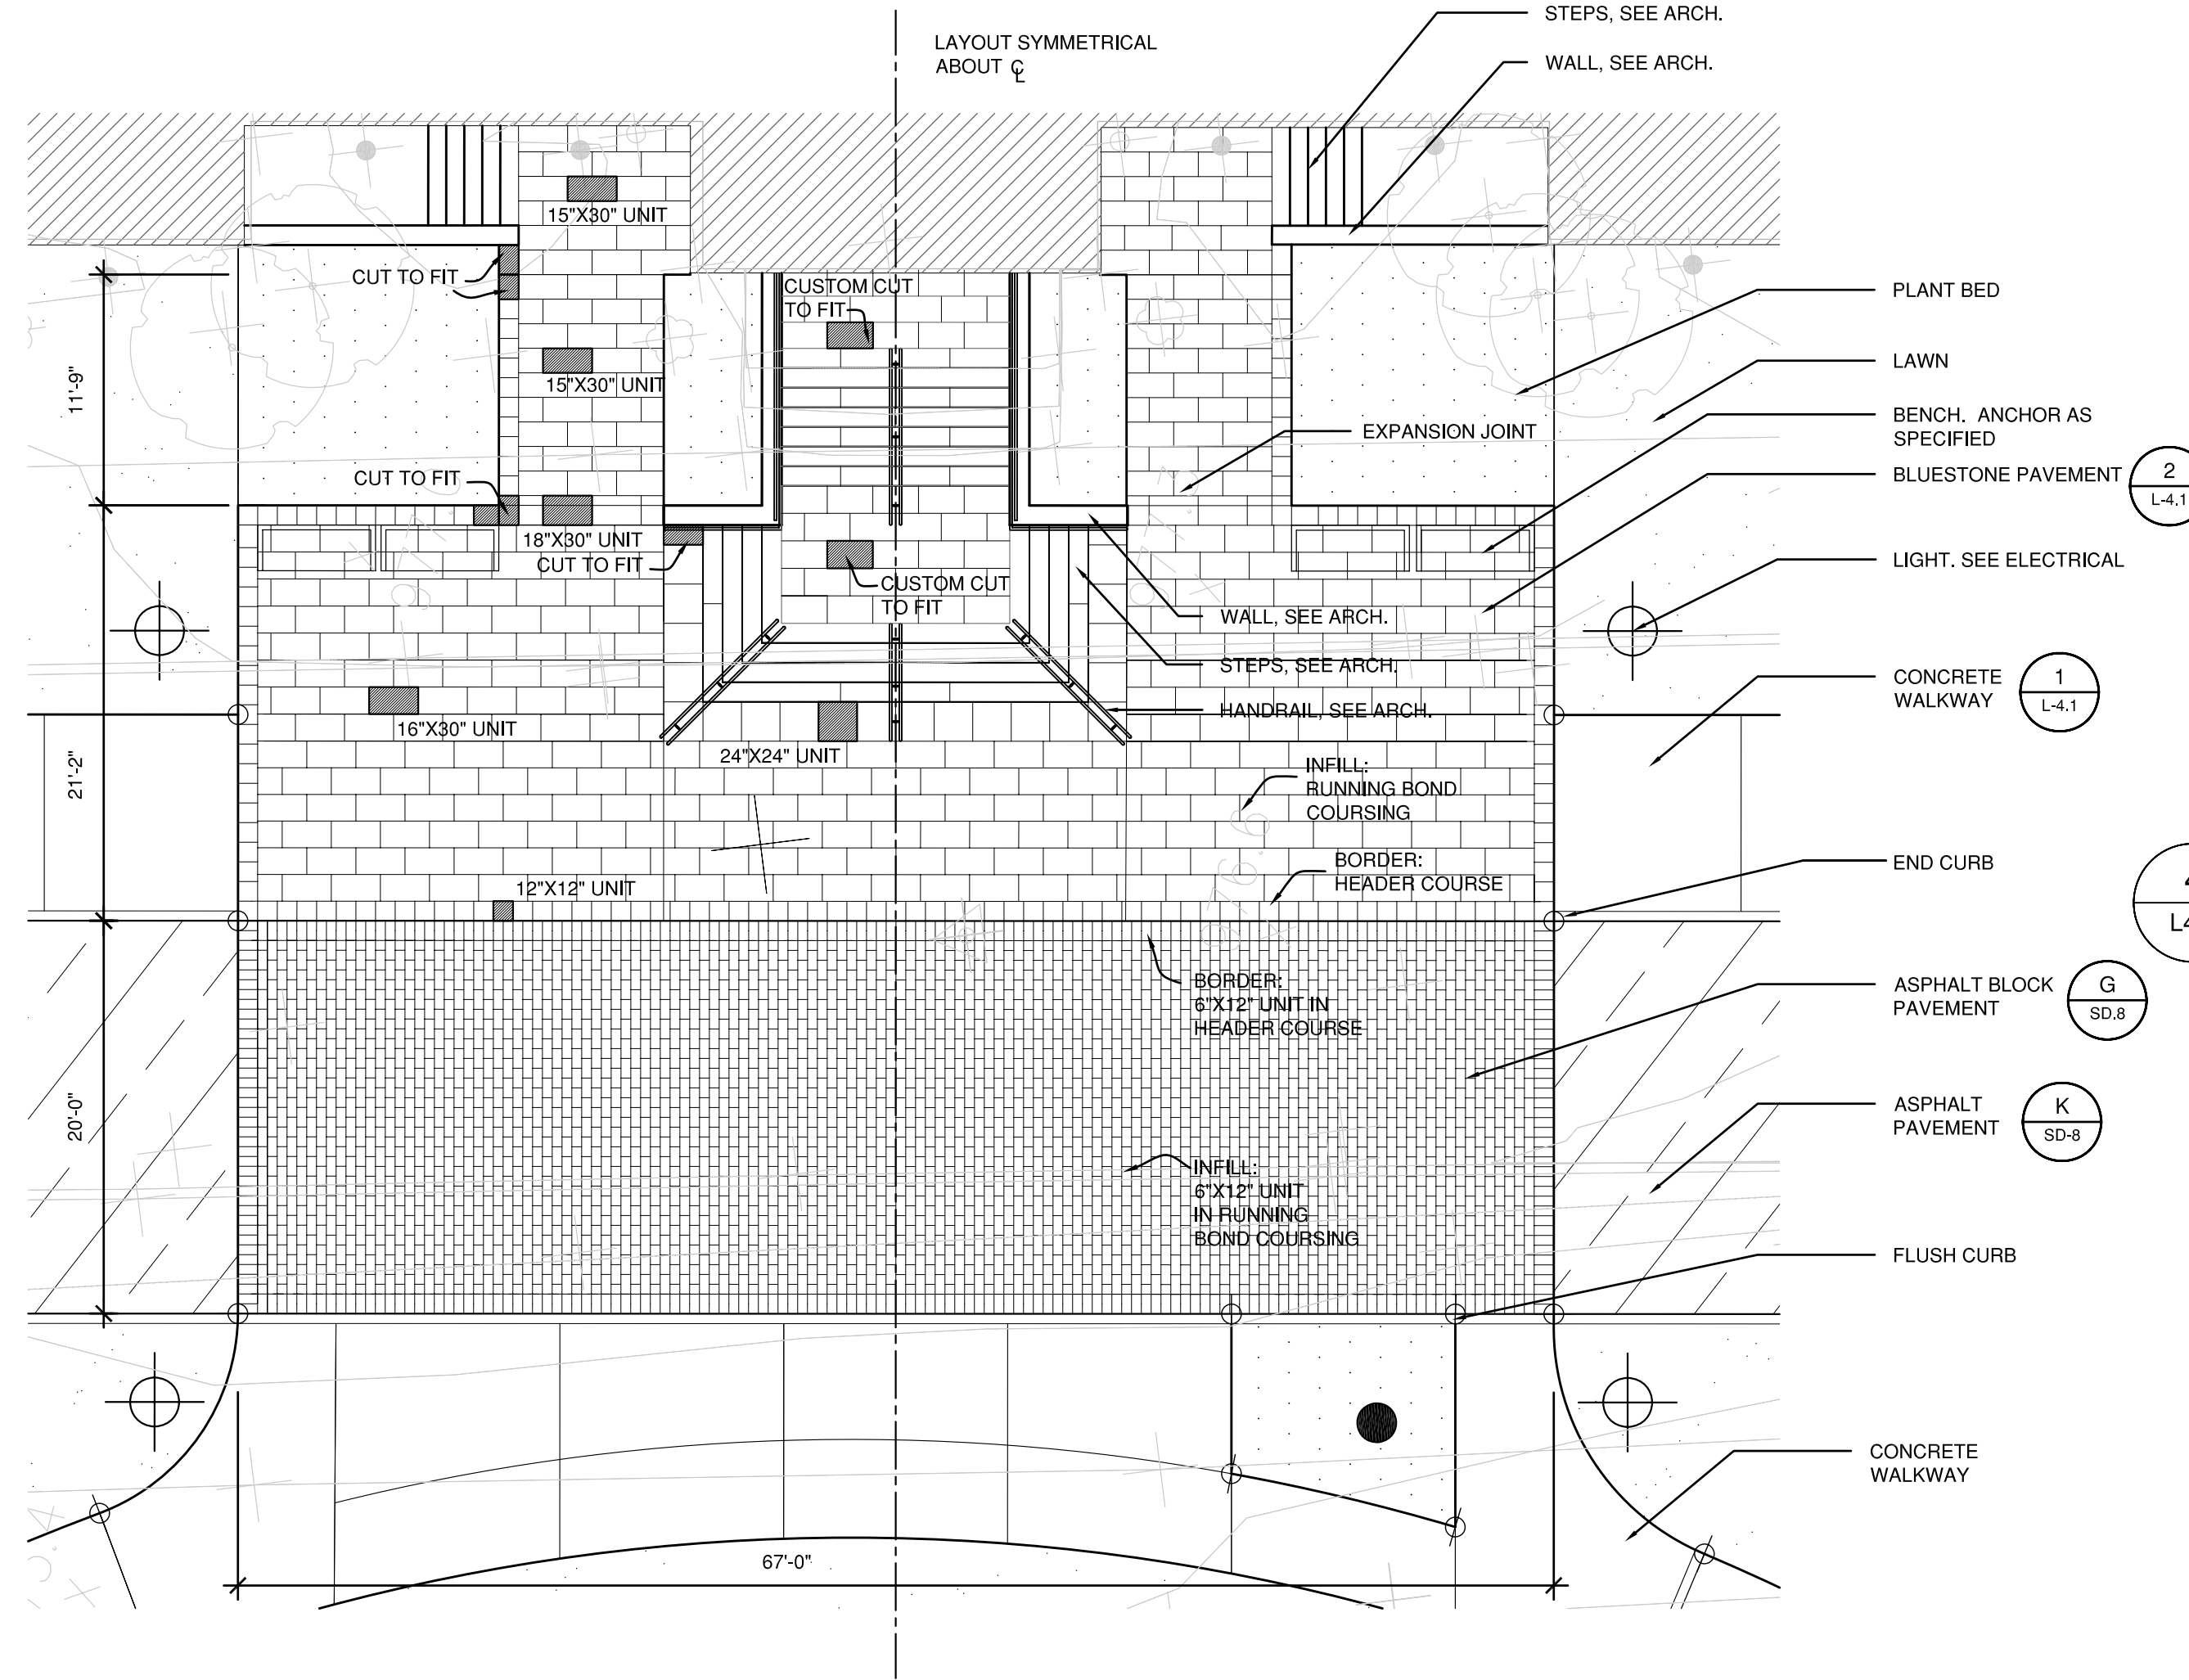 STEPS, SEE ARCH.
LAYOUT SYMMETRICAL
ABOUT ℄
WALL, SEE ARCH.
15"X30" UNIT
CUT TO FIT
CUSTOM CUT
TO FIT
PLANT BED
11'-9"
15"X30" UNIT
LAWN
BENCH. ANCHOR AS
SPECIFIED
EXPANSION JOINT
CUT TO FIT
BLUESTONE PAVEMENT
2
L-4.1
18"X30" UNIT
CUT TO FIT
LIGHT. SEE ELECTRICAL
CUSTOM CUT
TO FIT
WALL, SEE ARCH.
STEPS, SEE ARCH.
CONCRETE
WALKWAY
1
L-4.1
HANDRAIL, SEE ARCH.
16"X30" UNIT
24"X24" UNIT
21'-2"
INFILL:
RUNNING BOND
COURSING
BORDER:
HEADER COURSE
END CURB
12"X12" UNIT
BORDER:
6"X12" UNIT IN
HEADER COURSE
ASPHALT BLOCK
PAVEMENT
G
SD.8
20'-0"
ASPHALT
PAVEMENT
K
SD-8
INFILL:
6"X12" UNIT
IN RUNNING
BOND COURSING
FLUSH CURB
CONCRETE
WALKWAY
67'-0"